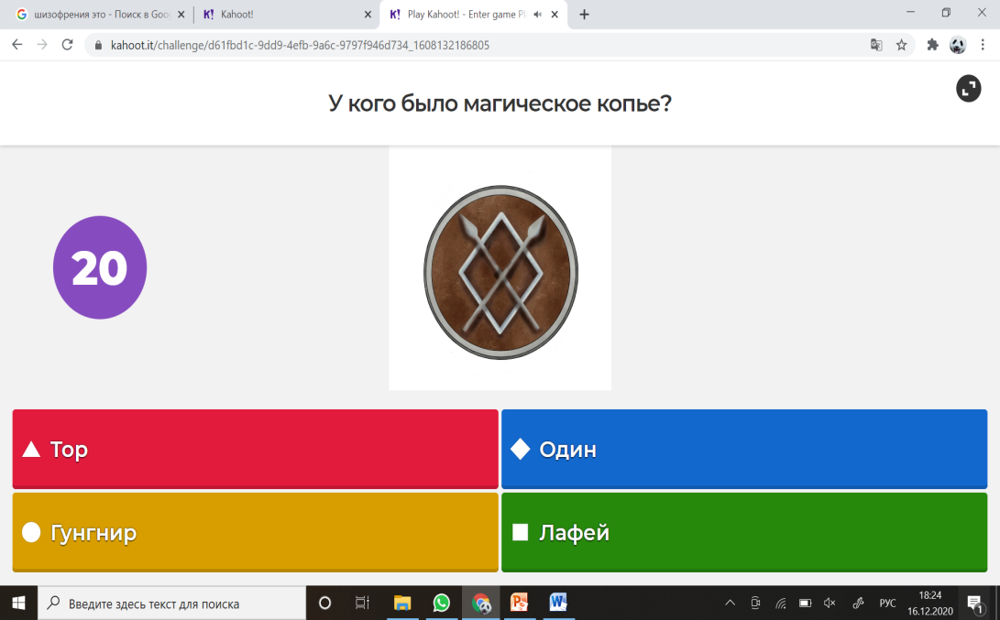 шизофрения это - Поиск в Goo
Kahoot!
Play Kahoot! - Enter game P
kahoot.it/challenge/d61fbd1c-9dd9-4efb-9a6c-9797f946d734_1608132186805
У кого было магическое копье?
20
Тор
Один
Гунгнир
Лафей
Введите здесь текст для поиска
РУС
18:24
16.12.2020
1